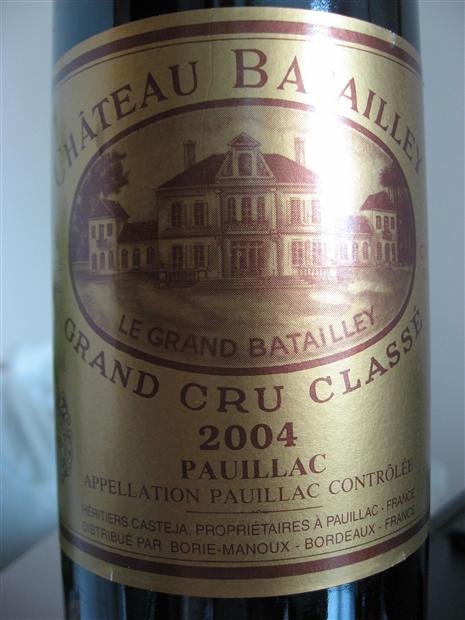 CHÂTEAU BATAILLEY
LE GRAND BATAILLEY
GRAND CRU CLASSÉ
2004
PAUILLAC
APPELLATION PAUILLAC CONTRÔLÉE
HÉRITIERS CASTEJA, PROPRIÉTAIRES À PAUILLAC - FRANCE
DISTRIBUÉ PAR BORIE-MANOUX - BORDEAUX - FRANCE